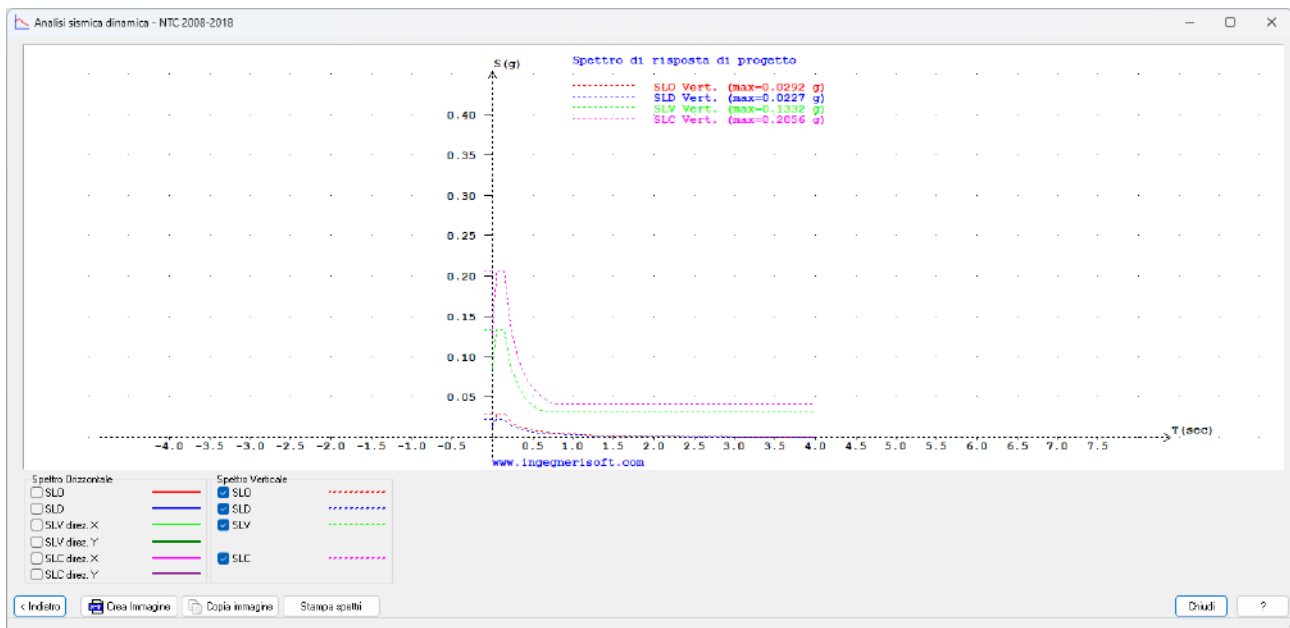 Analisi sismica dinamica - NTC 2008-2018
S(g)
Spettro di risposta di progetto
SLO Vert. (max=0.0292 g)
SLD Vert. (max=0.0227 g)
SLV Vert. (max=0.1332 g)
SLC Vert. (max=0.2056 g)
0.40
0.35
0.30
0.25
0.20
0.15
0.10
0.05
T(sec)
-4.0 -3.5 -3.0 -2.5 -2.0 -1.5 -1.0 -0.5 0.5 1.0 1.5 2.0 2.5 3.0 3.5 4.0 4.5 5.0 5.5 6.0 6.5 7.0 7.5
www.ingegnerisoft.com
Spettro Orizzontale Spettro Verticale
SLO SLO
SLD SLD
SLV direz. X SLV
SLV direz. Y
SLC direz. X SLC
SLC direz. Y
< Indietro Crea Immagine Copia immagine Stampa spettri Chiudi ?